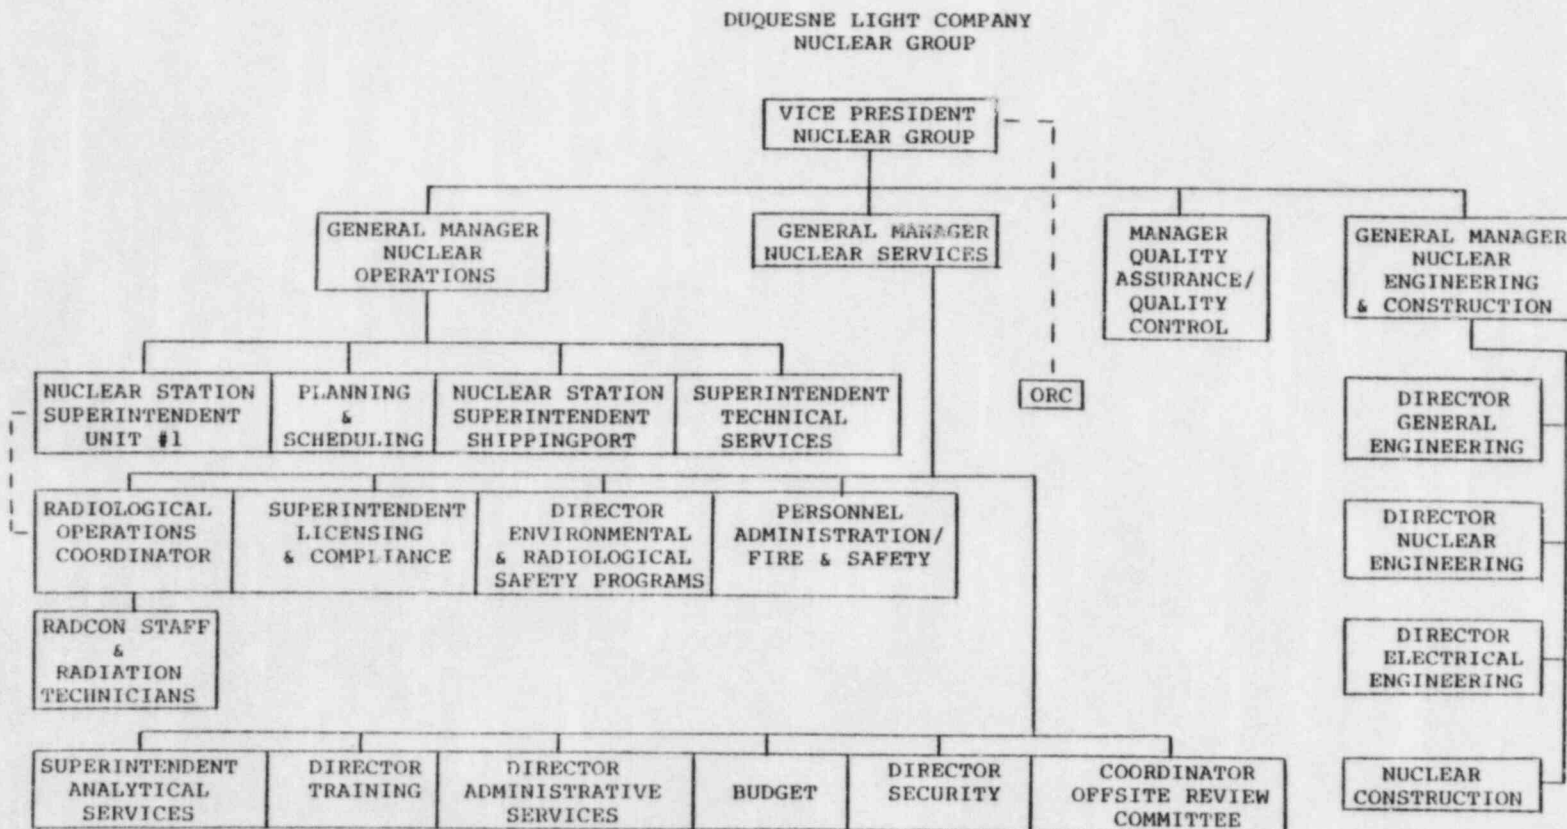 DUQUESNE LIGHT COMPANY
NUCLEAR GROUP
VICE PRESIDENT
NUCLEAR GROUP
GENERAL MANAGER
NUCLEAR
OPERATIONS
GENERAL MANAGER
NUCLEAR SERVICES
MANAGER
QUALITY
ASSURANCE/
QUALITY
CONTROL
GENERAL MANAGER
NUCLEAR
ENGINEERING
& CONSTRUCTION
NUCLEAR STATION
SUPERINTENDENT
UNIT #1
PLANNING
&
SCHEDULING
NUCLEAR STATION
SUPERINTENDENT
SHIPPINGPORT
SUPERINTENDENT
TECHNICAL
SERVICES
ORC
DIRECTOR
GENERAL
ENGINEERING
RADIOLOGICAL
OPERATIONS
COORDINATOR
SUPERINTENDENT
LICENSING
& COMPLIANCE
DIRECTOR
ENVIRONMENTAL
& RADIOLOGICAL
SAFETY PROGRAMS
PERSONNEL
ADMINISTRATION/
FIRE & SAFETY
DIRECTOR
NUCLEAR
ENGINEERING
RADCON STAFF
&
RADIATION
TECHNICIANS
DIRECTOR
ELECTRICAL
ENGINEERING
SUPERINTENDENT
ANALYTICAL
SERVICES
DIRECTOR
TRAINING
DIRECTOR
ADMINISTRATIVE
SERVICES
BUDGET
DIRECTOR
SECURITY
COORDINATOR
OFFSITE REVIEW
COMMITTEE
NUCLEAR
CONSTRUCTION